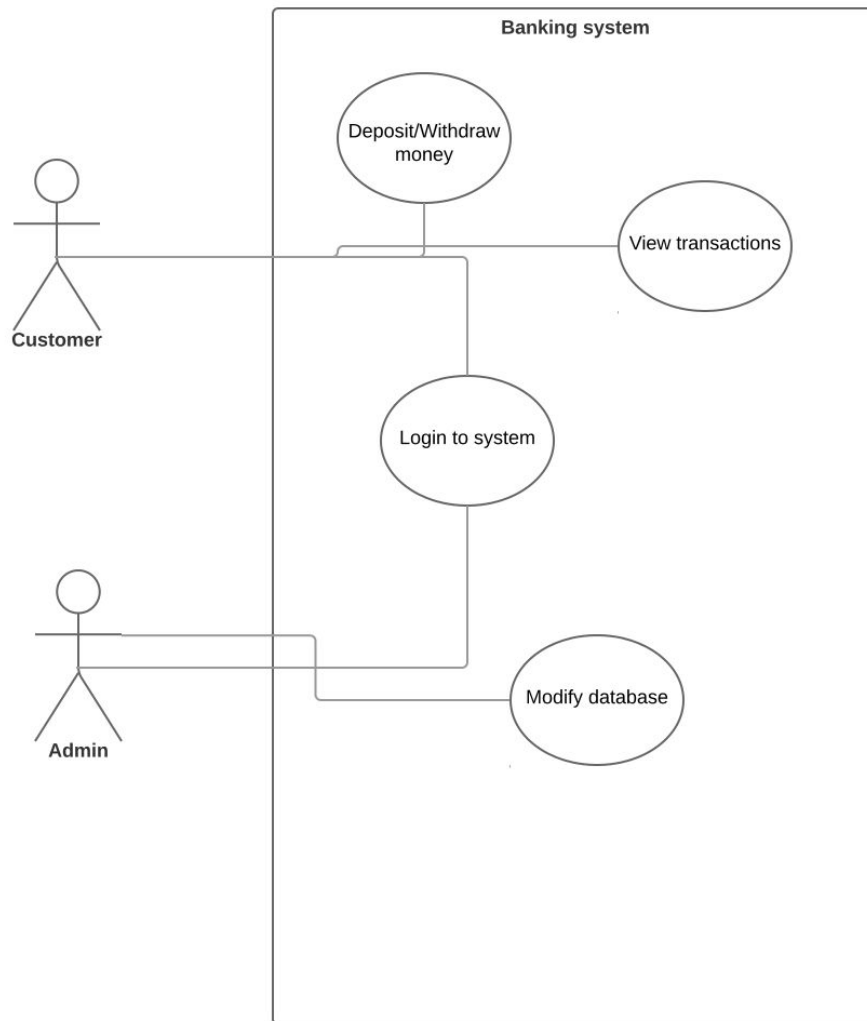 Banking system
Deposit/Withdraw
money
View transactions
Customer
Login to system
Modify database
Admin